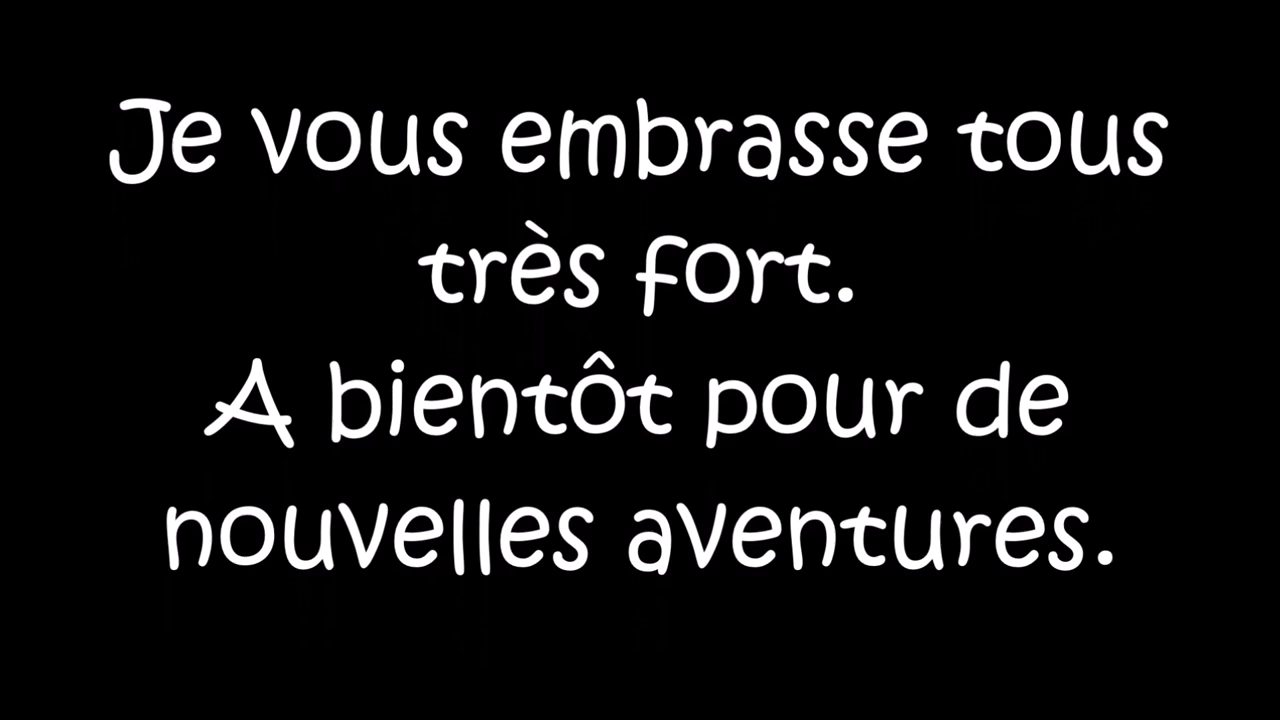 Je vous embrasse tous
très fort.
A bientôt pour de
nouvelles aventures.